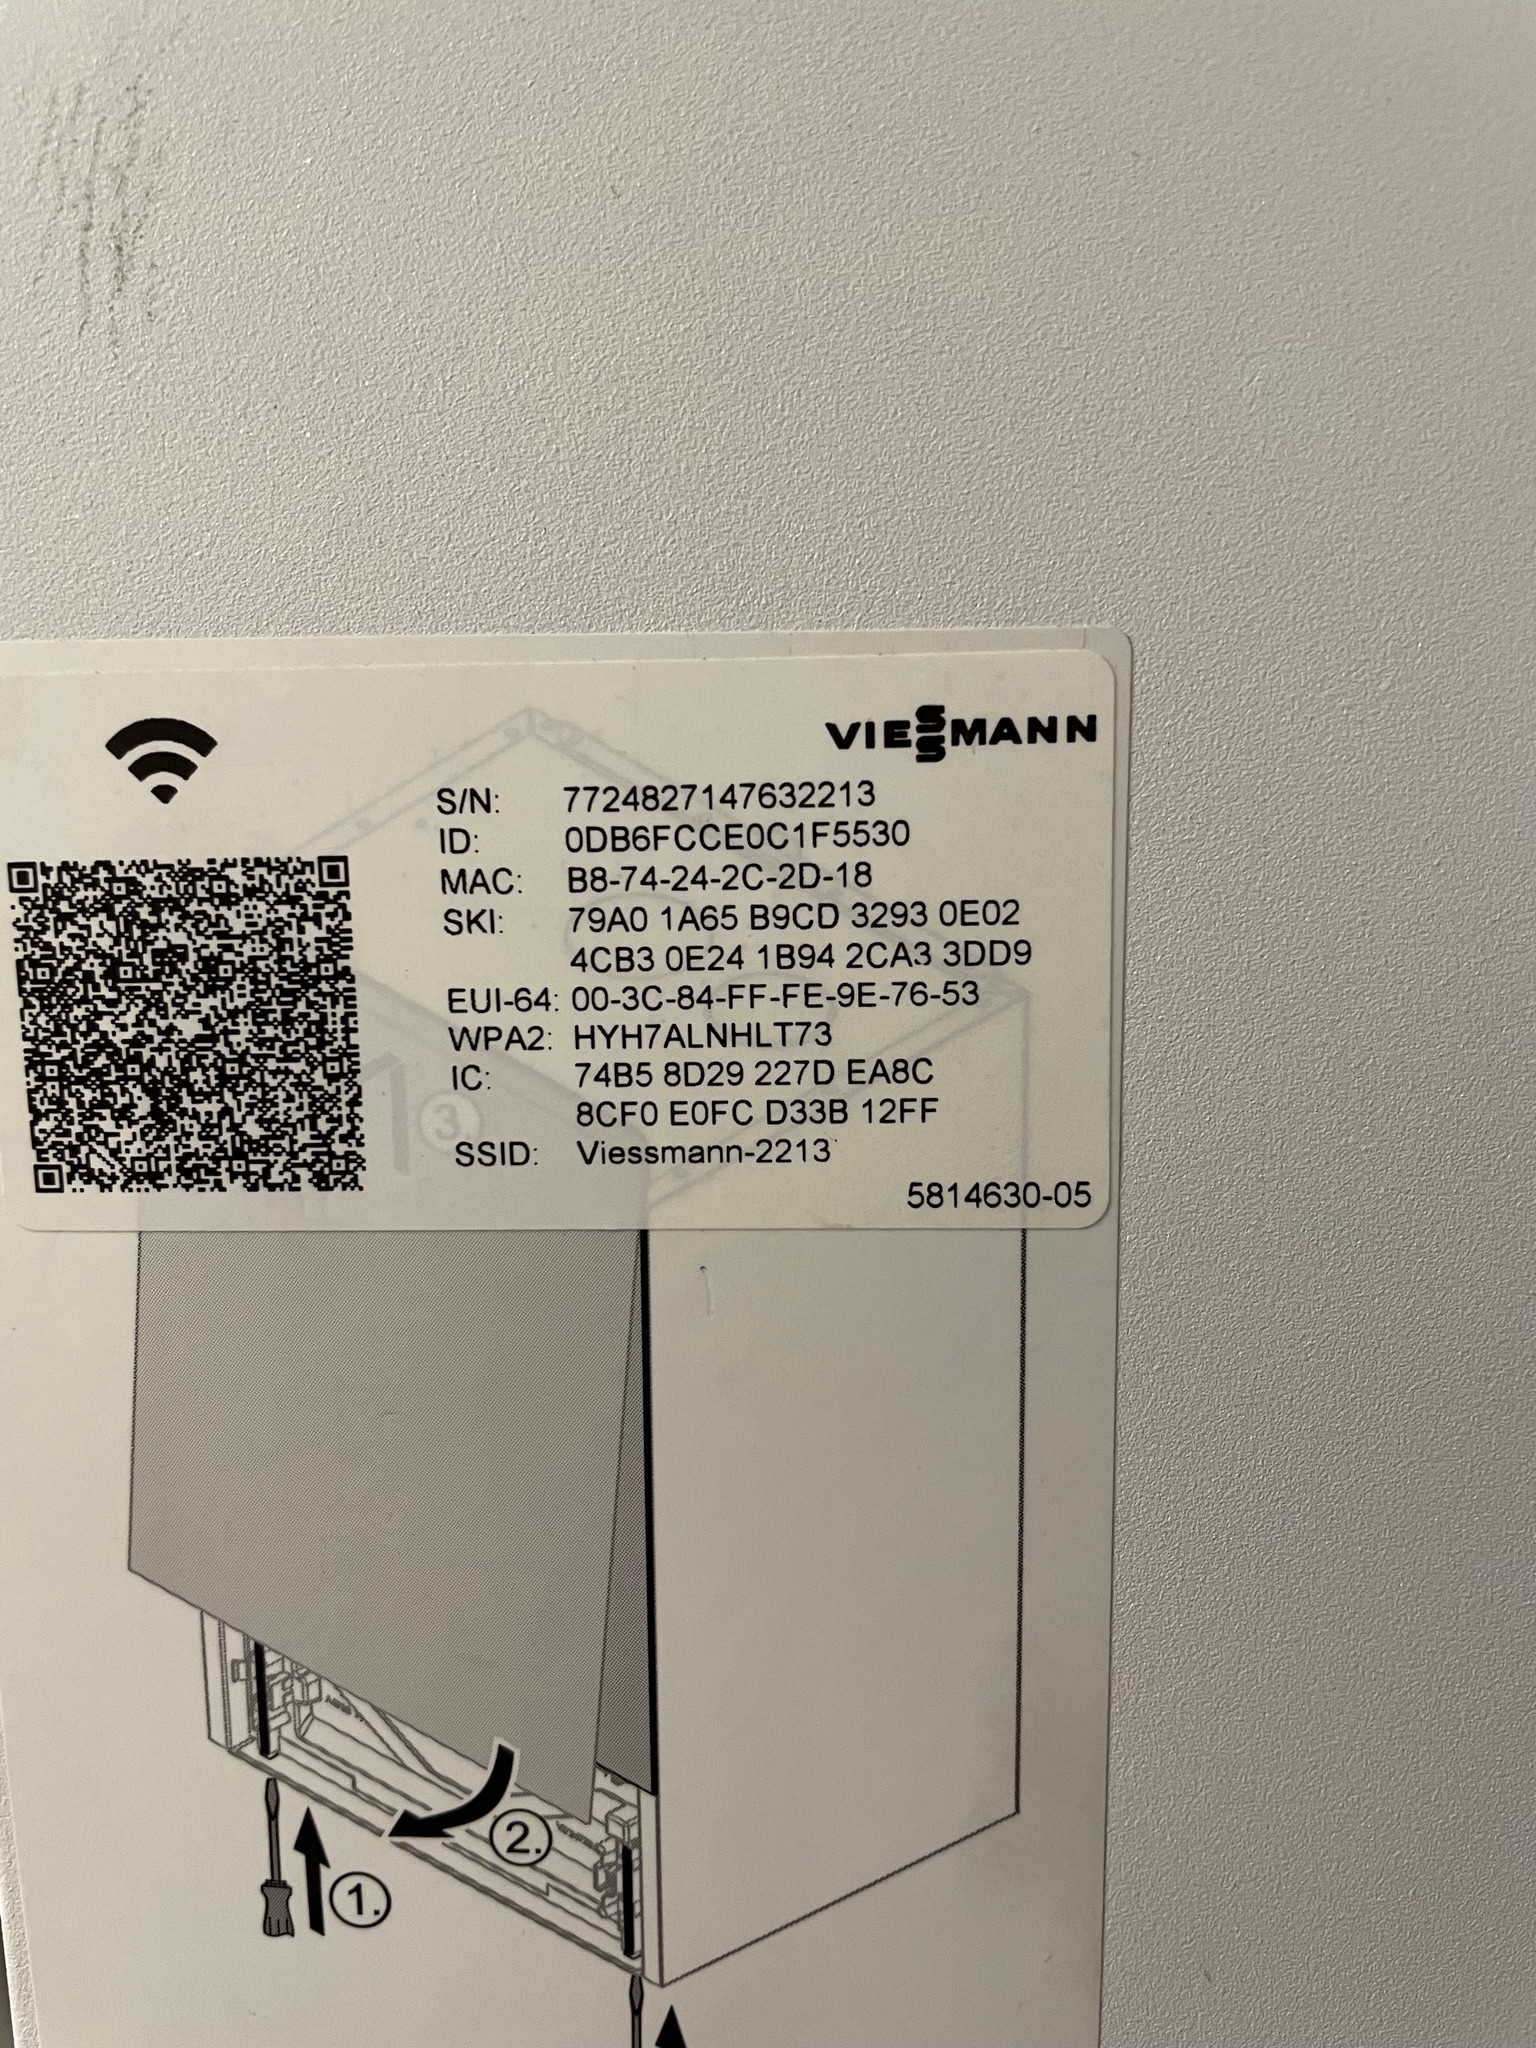 VIESSMANN
S/N: 7724827147632213
ID: 0DB6FCCE0C1F5530
MAC: B8-74-24-2C-2D-18
SKI: 79A0 1A65 B9CD 3293 0E02
4CB3 0E24 1B94 2CA3 3DD9
EUI-64: 00-3C-84-FF-FE-9E-76-53
WPA2: HYH7ALNHLT73
IC: 74B5 8D29 227D EA8C
8CF0 E0FC D33B 12FF
SSID: Viessmann-2213
5814630-05
3.
2.
1.